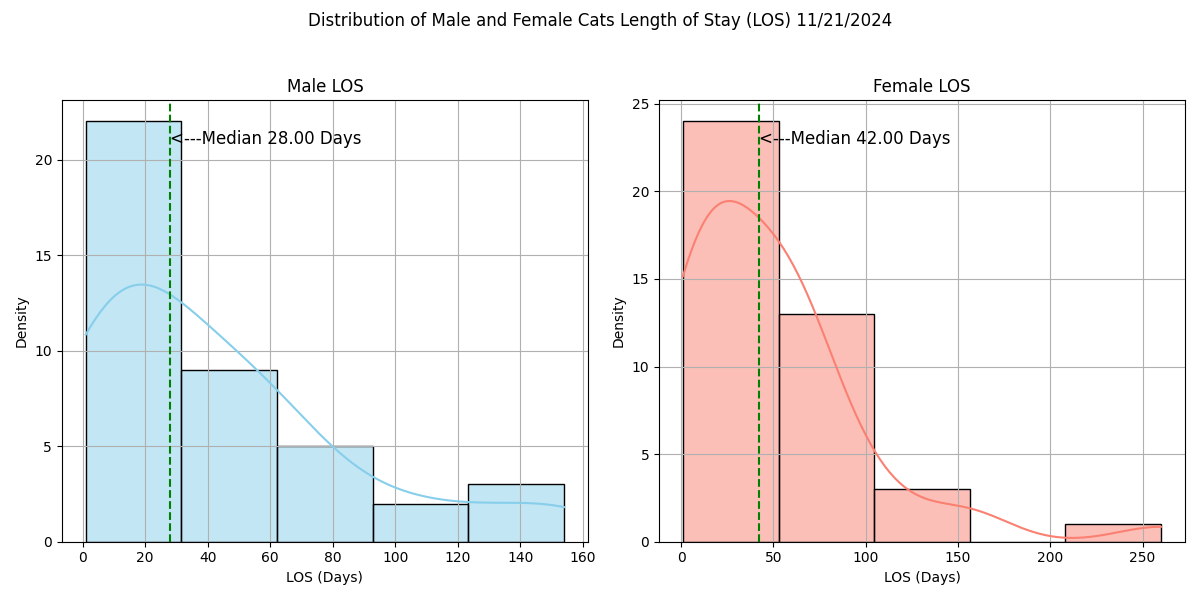 Distribution of Male and Female Cats Length of Stay (LOS) 11/21/2024
Male LOS
Density
20
15
10
5
0
<---Median 28.00 Days
0 20 40 60 80 100 120 140 160
LOS (Days)
Female LOS
Density
25
20
15
10
5
0
<---Median 42.00 Days
0 50 100 150 200 250
LOS (Days)